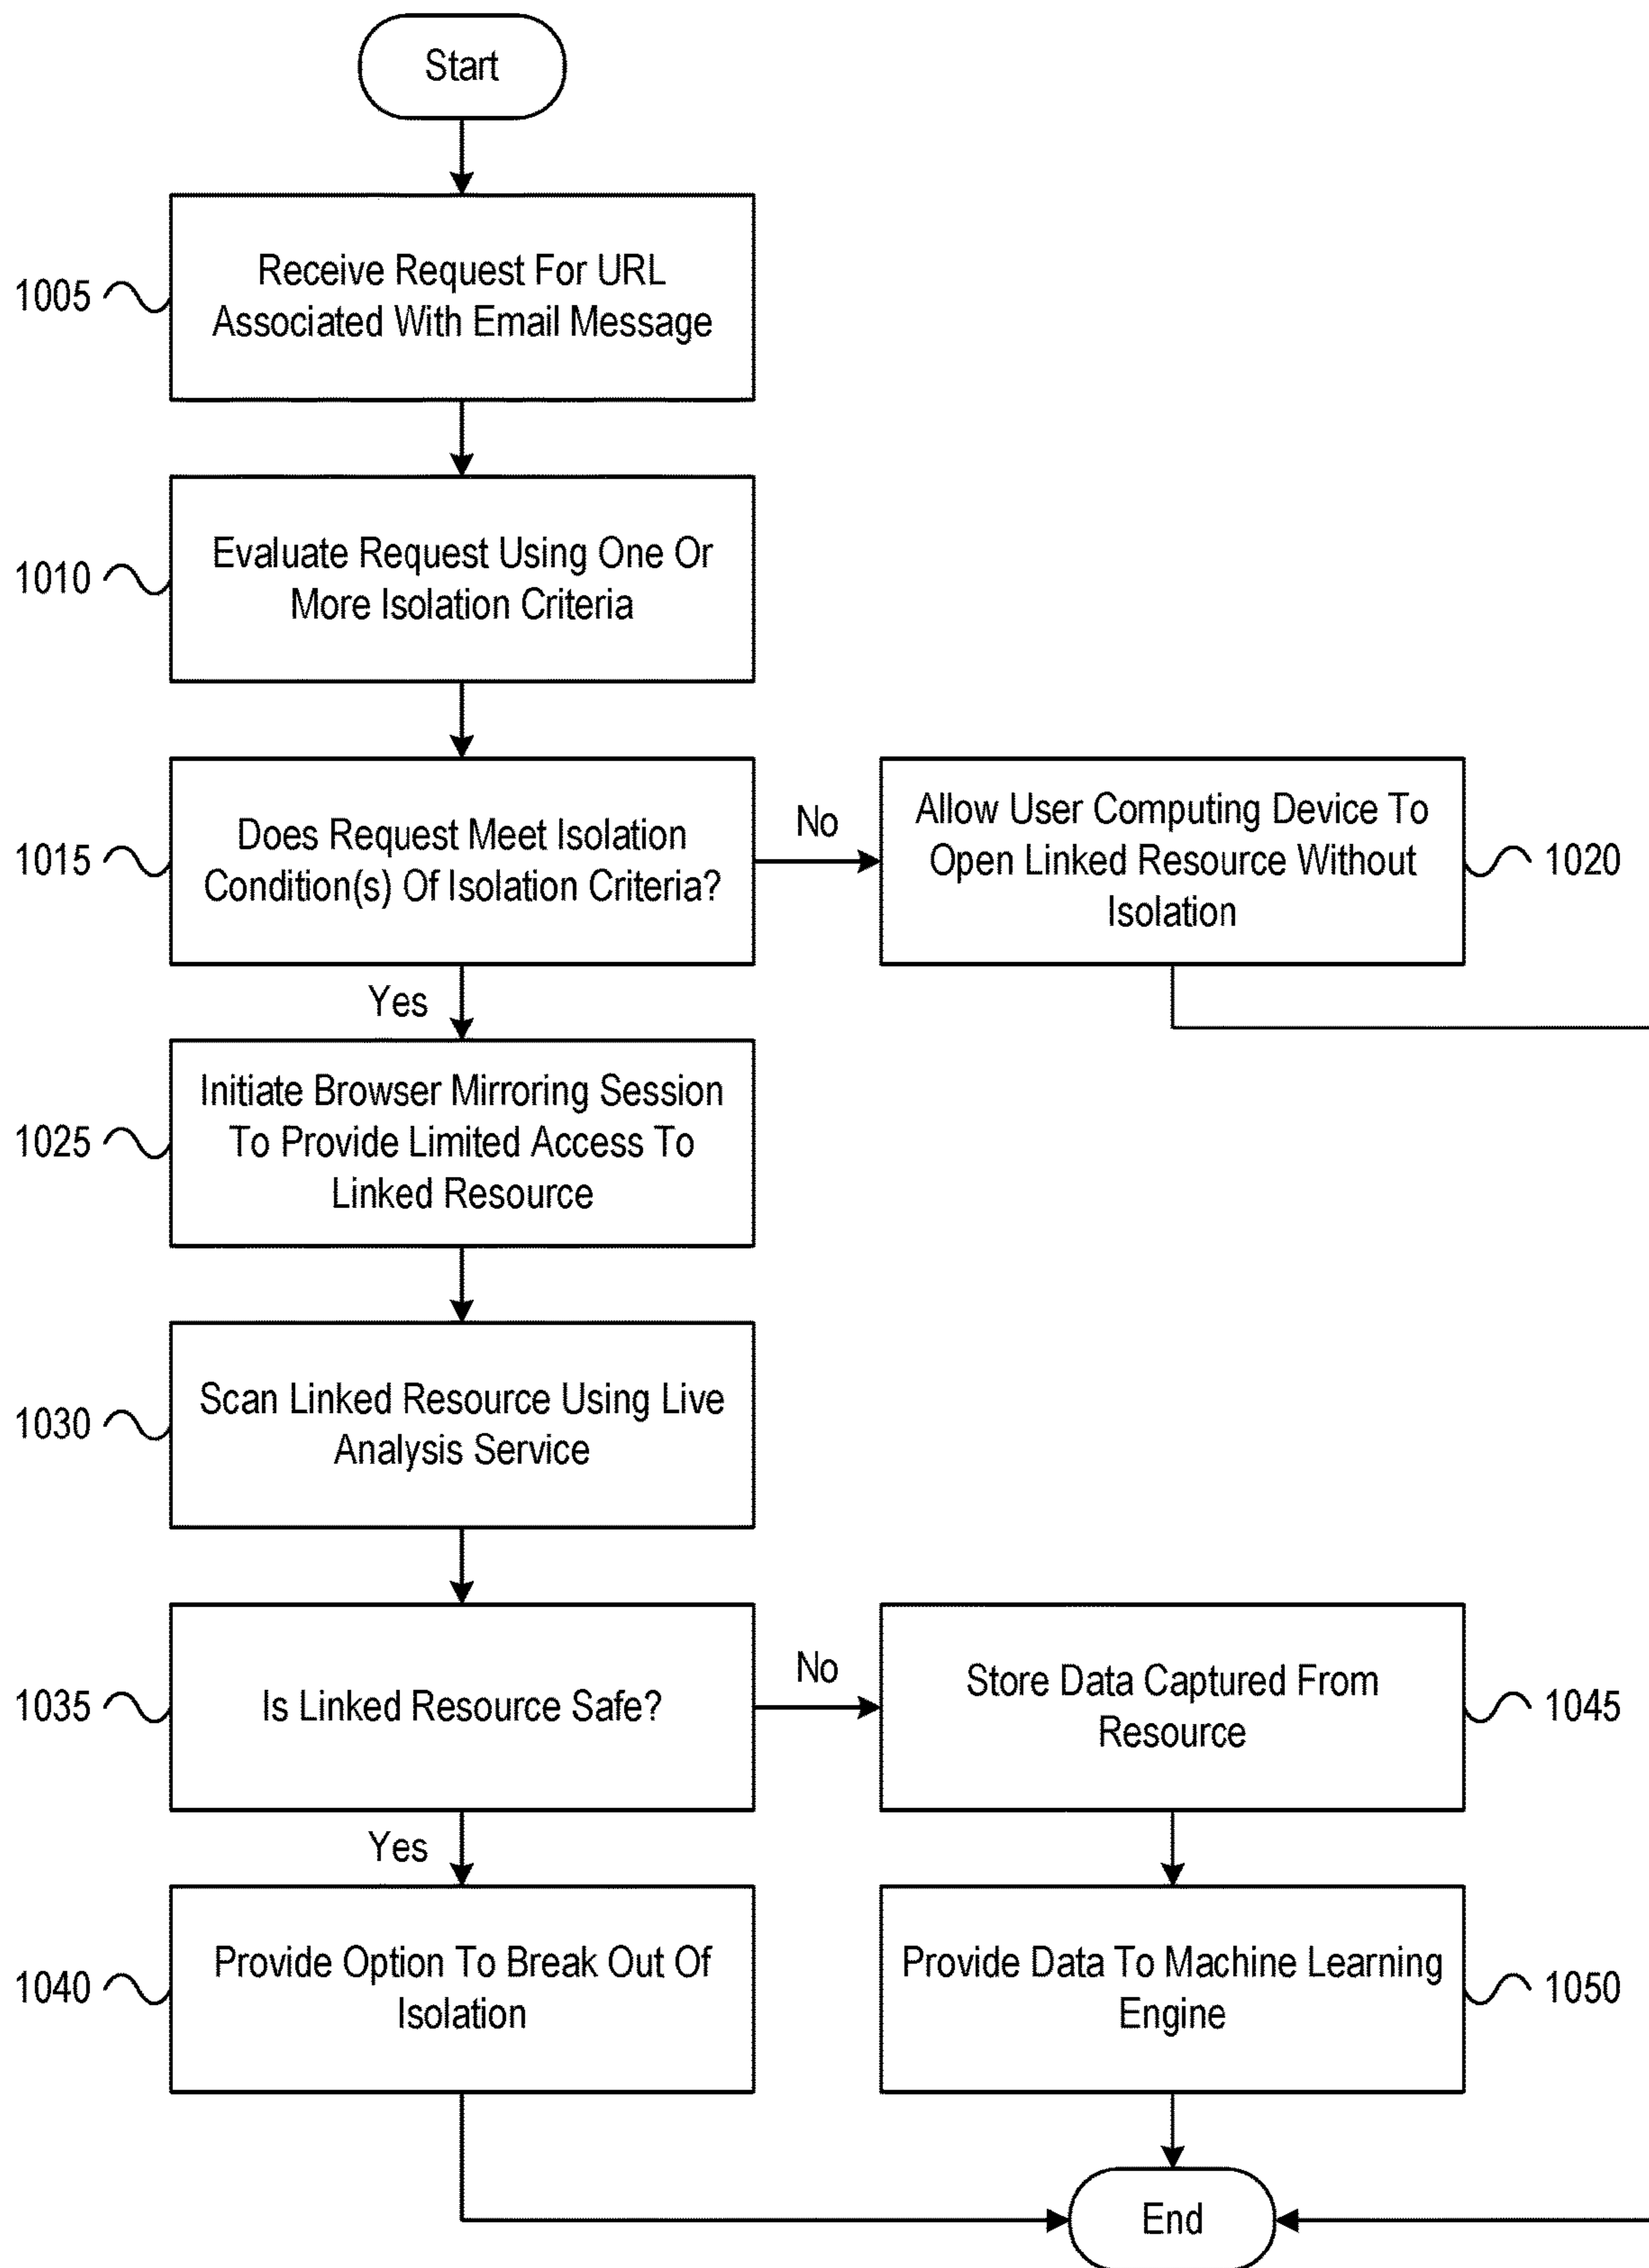 Start
1005
Receive Request For URL
Associated With Email Message
1010
Evaluate Request Using One Or
More Isolation Criteria
1015
Does Request Meet Isolation
Condition(s) Of Isolation Criteria?
No
Allow User Computing Device To
Open Linked Resource Without
Isolation
1020
Yes
1025
Initiate Browser Mirroring Session
To Provide Limited Access To
Linked Resource
1030
Scan Linked Resource Using Live
Analysis Service
1035
Is Linked Resource Safe?
No
Store Data Captured From
Resource
1045
Yes
1040
Provide Option To Break Out Of
Isolation
Provide Data To Machine Learning
Engine
1050
End